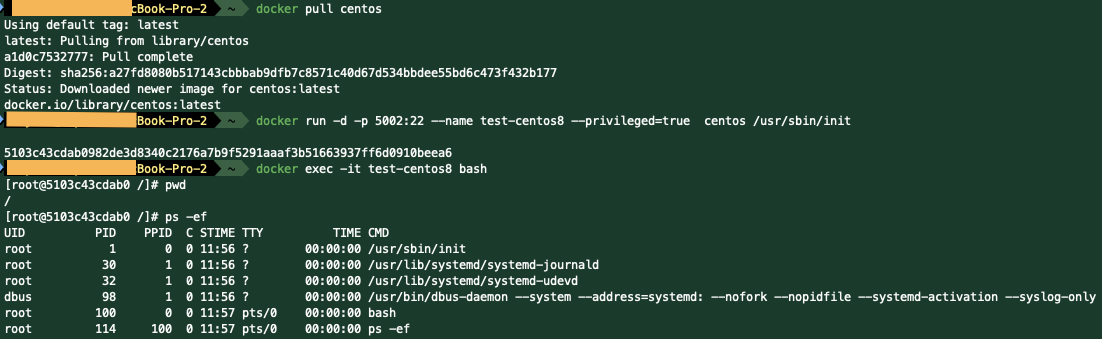 cBook-Pro-2 ~ docker pull centos
Using default tag: latest
latest: Pulling from library/centos
a1d0c7532777: Pull complete
Digest: sha256:a27fd8080b517143cbbbab9dfb7c8571c40d67d534bbdee55bd6c473f432b177
Status: Downloaded newer image for centos:latest
docker.io/library/centos:latest
Book-Pro-2 ~ docker run -d -p 5002:22 --name test-centos8 --privileged=true  centos /usr/sbin/init
5103c43cdab0982de3d8340c2176a7b9f5291aaaf3b51663937ff6d0910beea6
Book-Pro-2 ~ docker exec -it test-centos8 bash
[root@5103c43cdab0 /]# pwd
/
[root@5103c43cdab0 /]# ps -ef
UID         PID   PPID  C STIME TTY          TIME CMD
root          1      0  0 11:56 ?        00:00:00 /usr/sbin/init
root         30      1  0 11:56 ?        00:00:00 /usr/lib/systemd/systemd-journald
root         32      1  0 11:56 ?        00:00:00 /usr/lib/systemd/systemd-udevd
dbus         98      1  0 11:56 ?        00:00:00 /usr/bin/dbus-daemon --system --address=systemd: --nofork --nopidfile --systemd-activation --syslog-only
root        100      0  0 11:57 pts/0    00:00:00 bash
root        114    100  0 11:57 pts/0    00:00:00 ps -ef